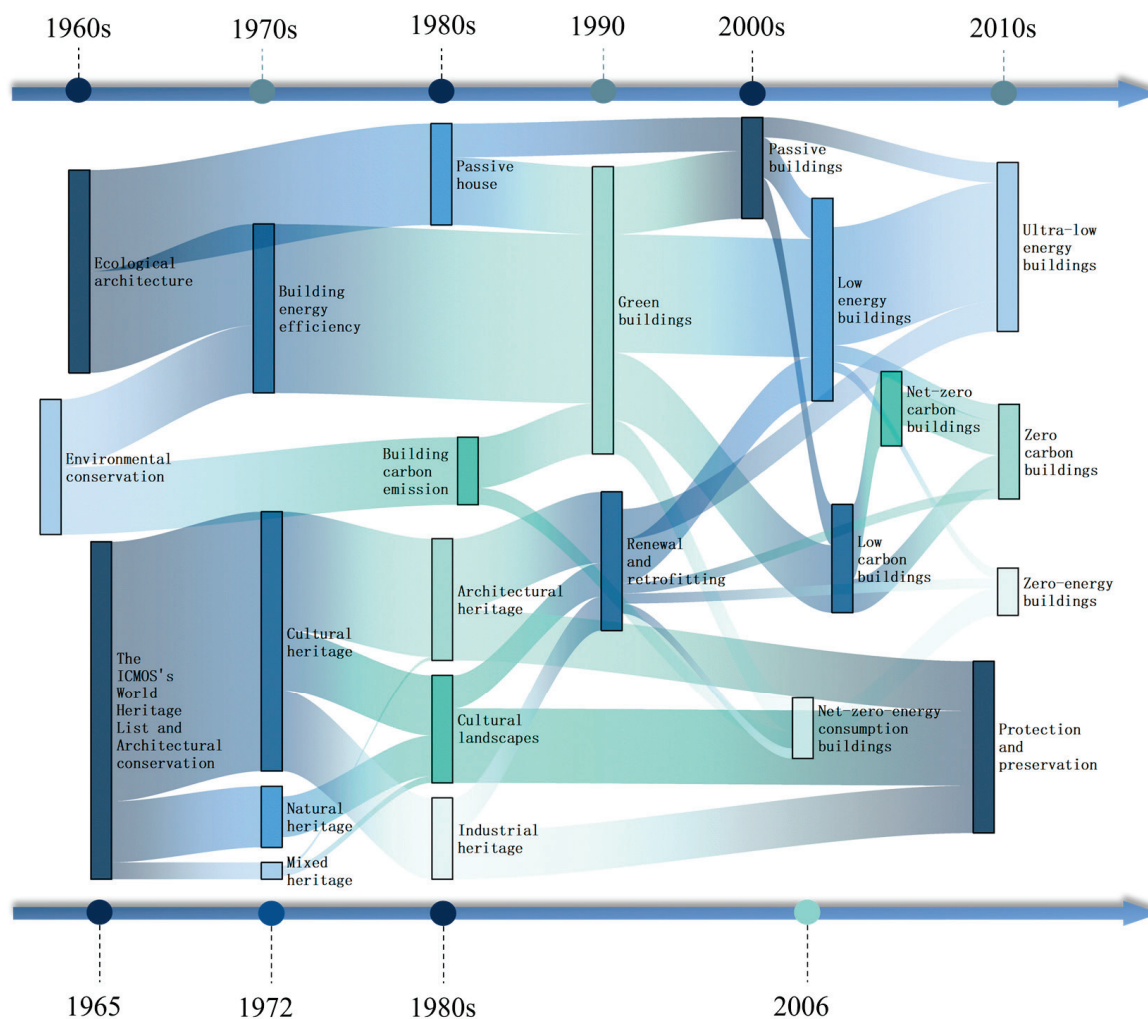 1960s
1970s
1980s
1990
2000s
2010s
Passive
house
Passive
buildings
Ecological
architecture
Building
energy
efficiency
Green
buildings
Low
energy
buildings
Ultra-low
energy
buildings
Environmental
conservation
Building
carbon
emission
Net-zero
carbon
buildings
Zero
carbon
buildings
Renewal
and
retrofitting
Low
carbon
buildings
Zero-energy
buildings
The
ICMOS's
World
Heritage
List and
Architectural
conservation
Cultural
heritage
Architectural
heritage
Cultural
landscapes
Net-zero-energy
consumption
buildings
Protection
and
preservation
Natural
heritage
Mixed
heritage
Industrial
heritage
1965
1972
1980s
2006